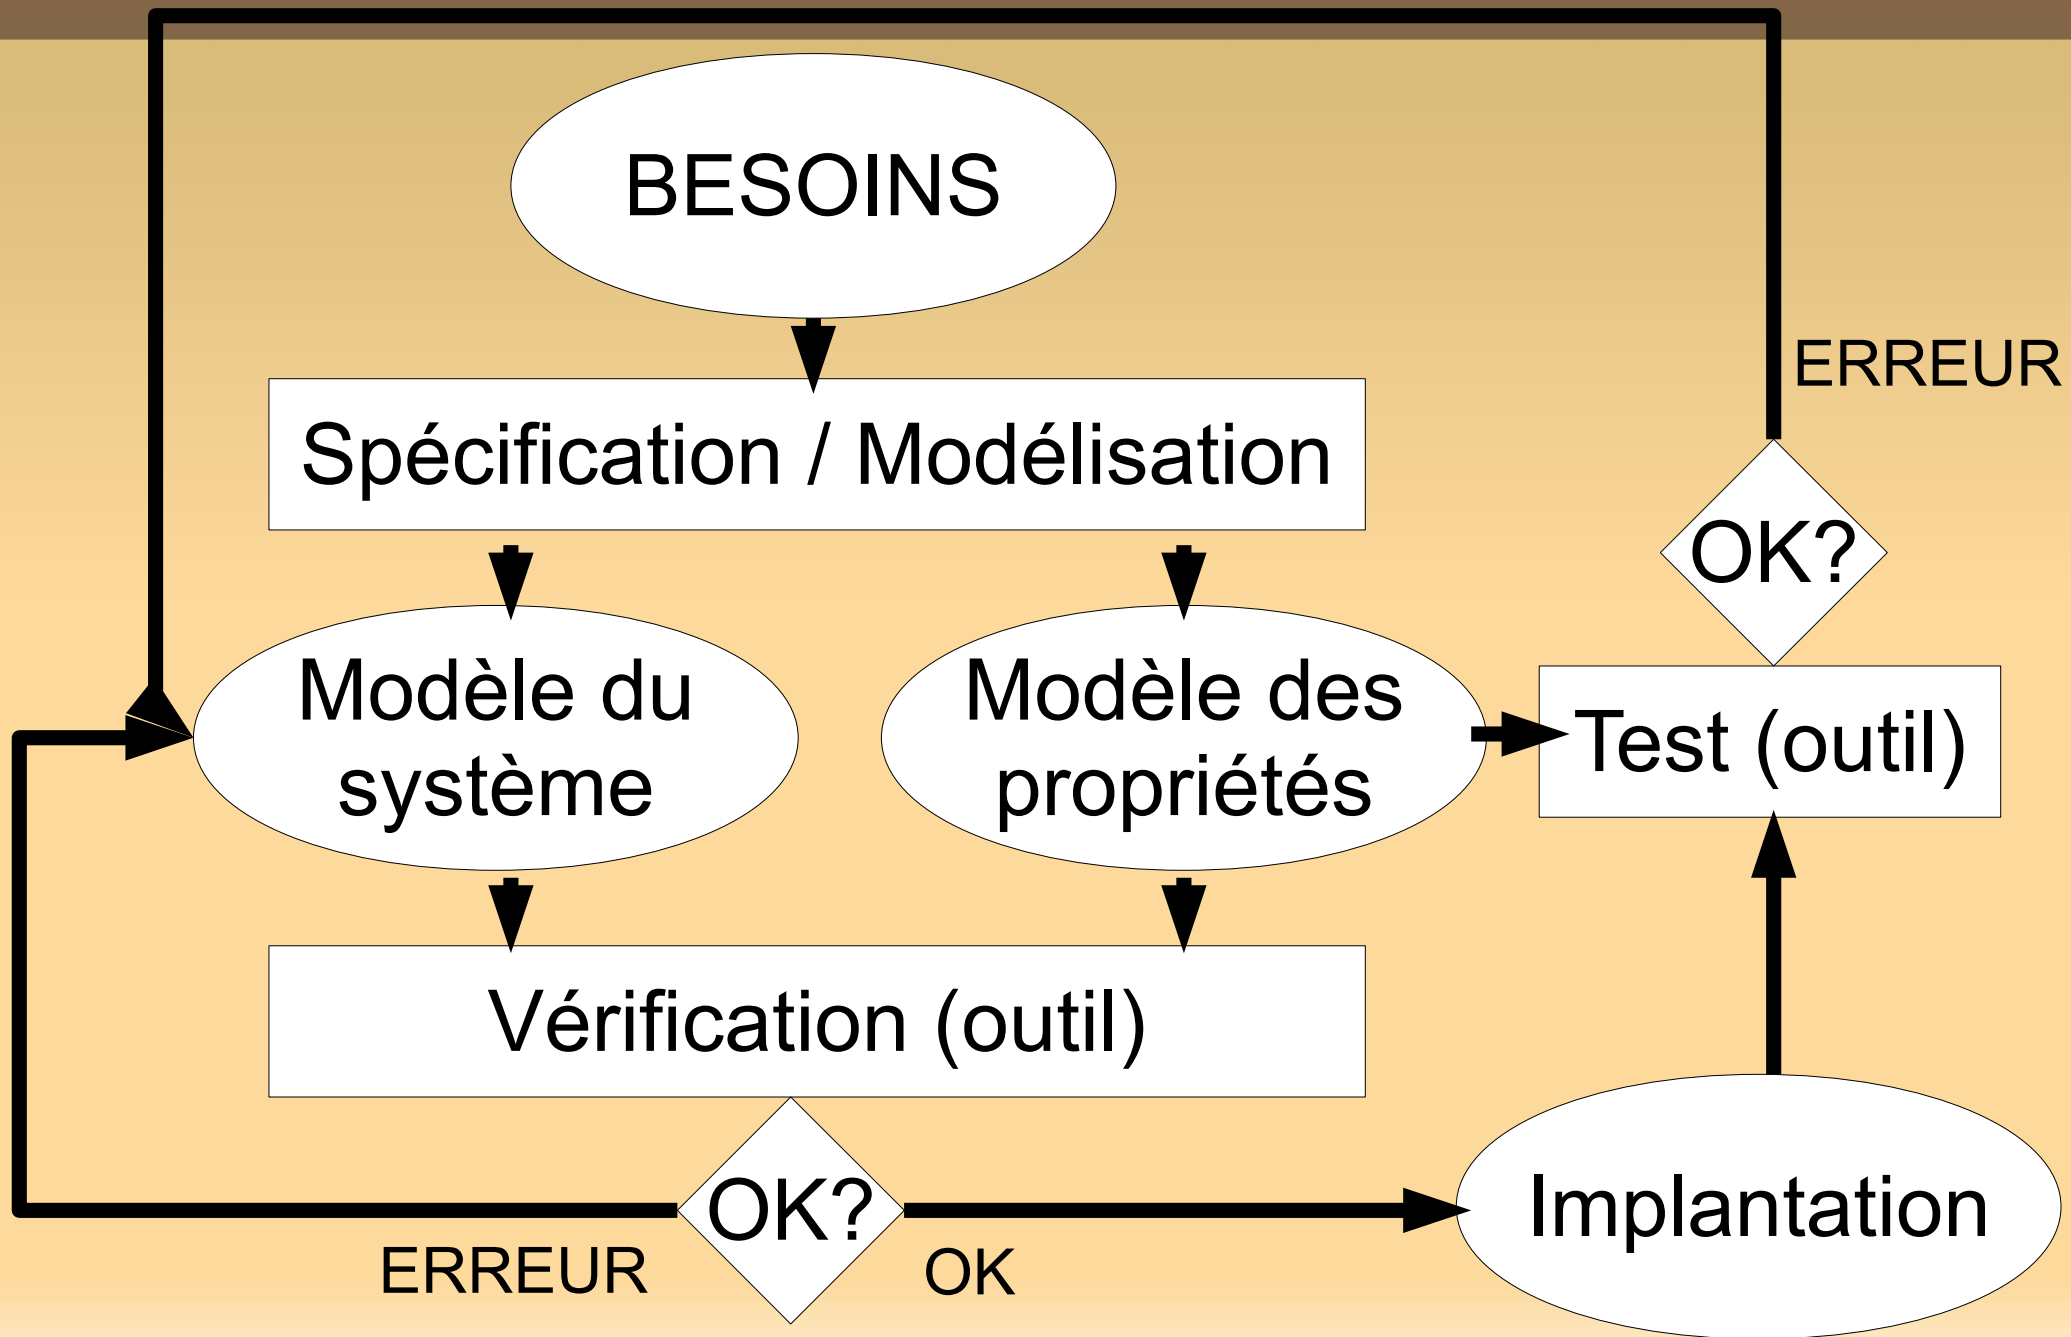 BESOINS
ERREUR
Spécification / Modélisation
OK?
Modèle du
système
Modèle des
propriétés
Test (outil)
Vérification (outil)
OK?
Implantation
ERREUR
OK